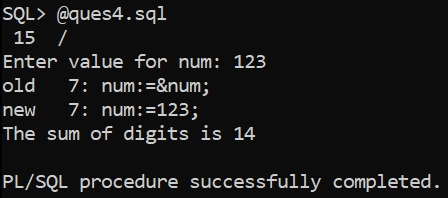 SQL> @ques4.sql
15 /
Enter value for num: 123
old 7: num:=&num;
new 7: num:=123;
The sum of digits is 14
PL/SQL procedure successfully completed.